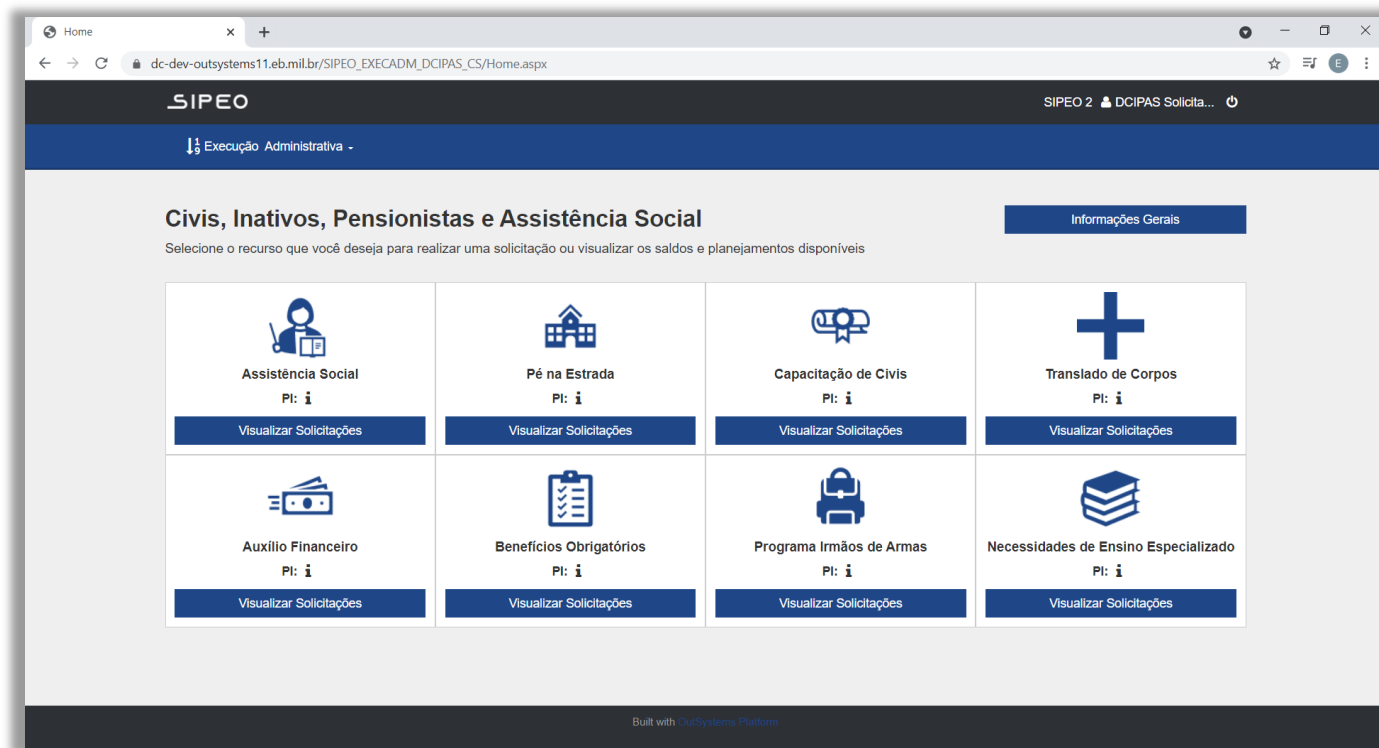 Home
dc-dev-outsystems11.eb.mil.br/SIPEO_EXECADM_DCIPAS_CS/Home.aspx
E
SIPEO
SIPEO 2 DCIPAS Solicita...
Execução Administrativa
Civis, Inativos, Pensionistas e Assistência Social
Informações Gerais
Selecione o recurso que você deseja para realizar uma solicitação ou visualizar os saldos e planejamentos disponíveis
Assistência Social
PI: i
Visualizar Solicitações
Pé na Estrada
PI: i
Visualizar Solicitações
Capacitação de Civis
PI: i
Visualizar Solicitações
Translado de Corpos
PI: i
Visualizar Solicitações
Auxílio Financeiro
PI: i
Visualizar Solicitações
Benefícios Obrigatórios
PI: i
Visualizar Solicitações
Programa Irmãos de Armas
PI: i
Visualizar Solicitações
Necessidades de Ensino Especializado
PI: i
Visualizar Solicitações
Built with OutSystems Platform